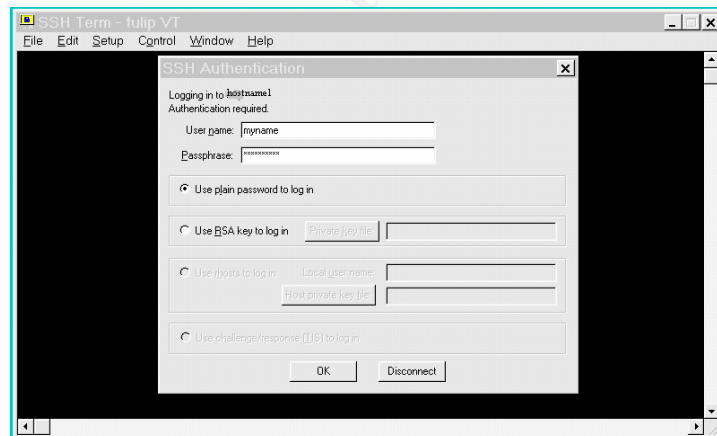 SSH Term - tulip VT
File Edit Setup Control Window Help
SSH Authentication
Logging in to hostname1
Authentication required.
User name: myname
Passphrase: **********
Use plain password to log in
Use RSA key to log in Private key file:
Use rhosts to log in Local user name:
Host private key file:
Use challenge/response (TIS) to log in
OK Disconnect